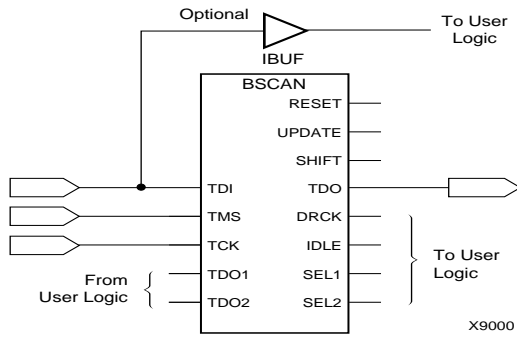 Optional
To User
Logic
IBUF
BSCAN
RESET
UPDATE
SHIFT
TDI
TDO
TMS
DRCK
TCK
IDLE
TDO1
SEL1
TDO2
SEL2
From
User Logic
To User
Logic
X9000